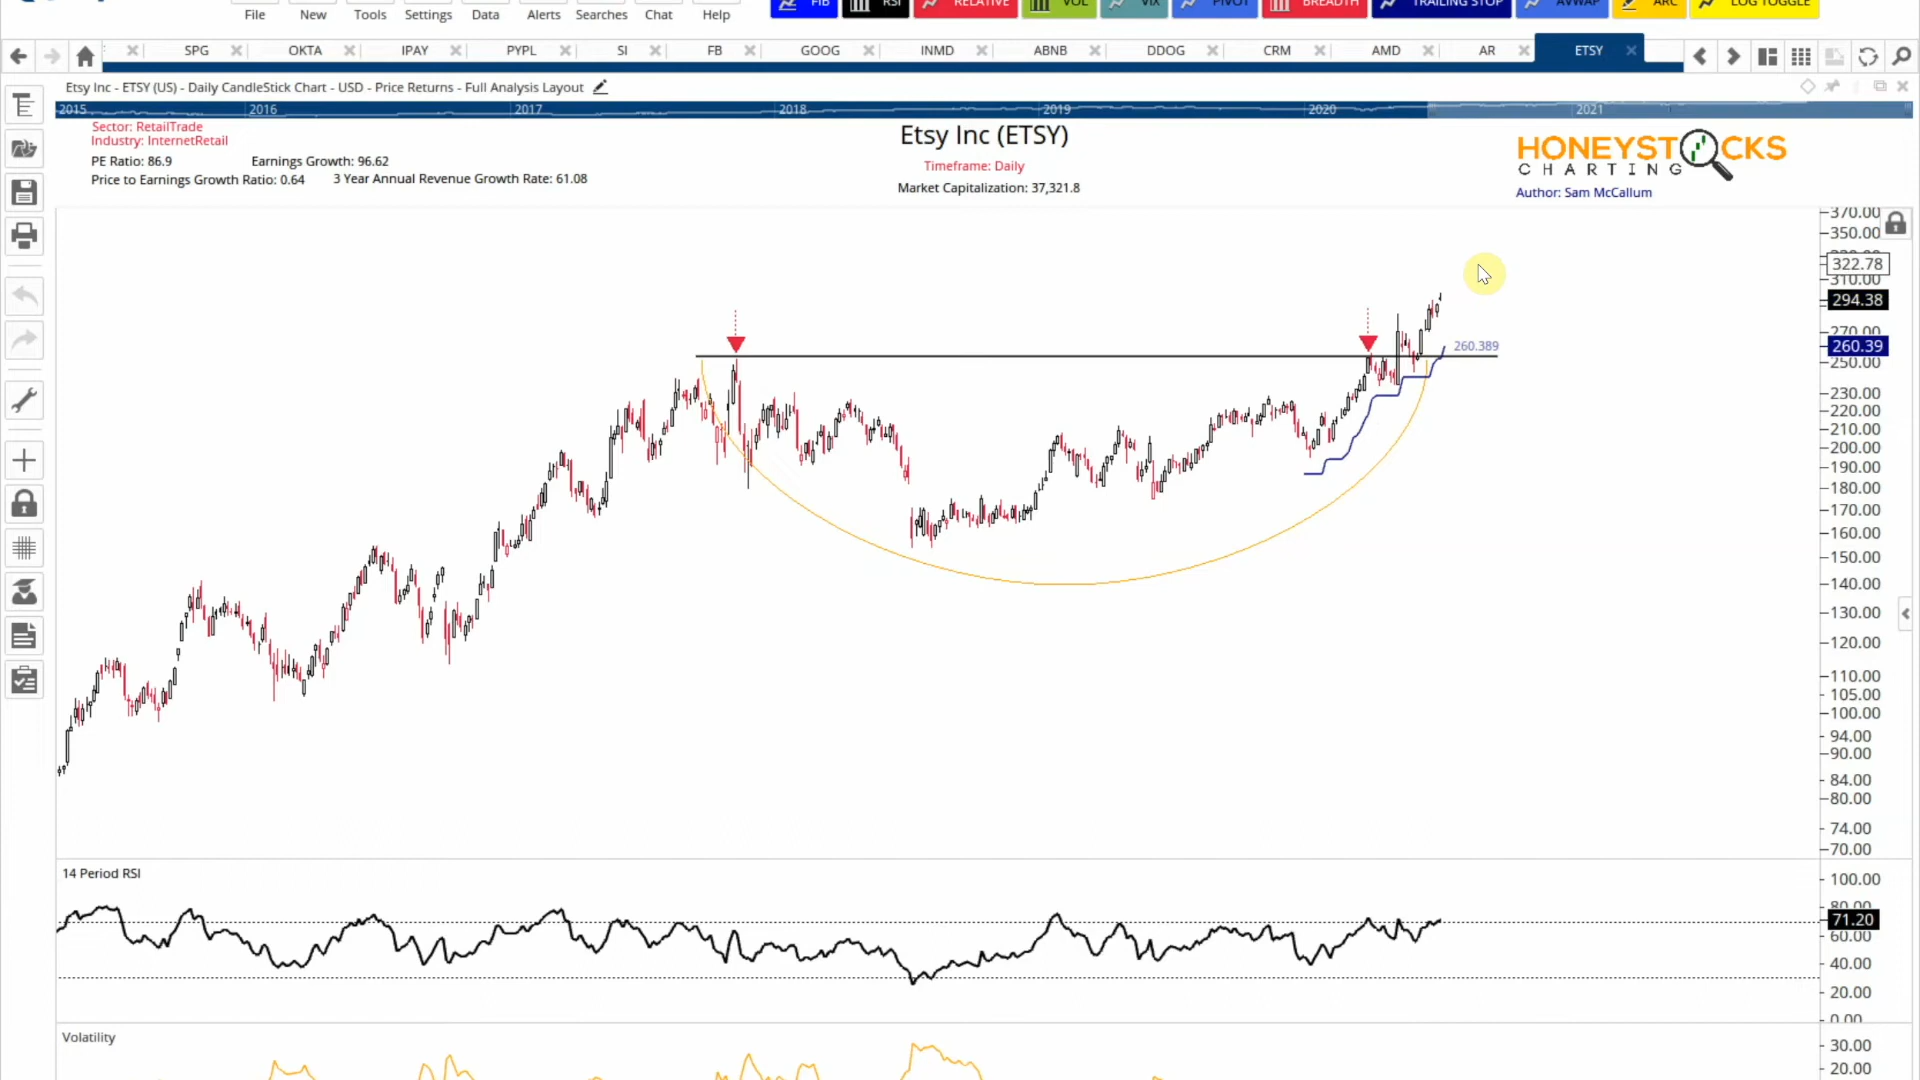 FIB RSI RELATIVE VOL VIX PIVOT BREADTH TRAILING STOP AVWAP ARC LOG TOGGLE
File New Tools Settings Data Alerts Searches Chat Help
SPG OKTA IPAY PYPL SI FB GOOG INMD ABNB DDOG CRM AMD AR ETSY
Etsy Inc - ETSY (US) - Daily CandleStick Chart - USD - Price Returns - Full Analysis Layout
2015 2016 2017 2018 2019 2020 2021
Sector: RetailTrade
Industry: InternetRetail
PE Ratio: 86.9 Earnings Growth: 96.62
Price to Earnings Growth Ratio: 0.64 3 Year Annual Revenue Growth Rate: 61.08
Etsy Inc (ETSY)
Timeframe: Daily
Market Capitalization: 37,321.8
HONEYSTOCKS
CHARTING
Author: Sam McCallum
370.00
350.00
322.78
310.00
294.38
270.00
260.389
260.39
250.00
230.00
220.00
210.00
200.00
190.00
180.00
170.00
160.00
150.00
140.00
130.00
120.00
110.00
105.00
100.00
94.00
90.00
84.00
80.00
74.00
70.00
14 Period RSI
100.00
80.00
71.20
60.00
40.00
20.00
0.00
Volatility
30.00
20.00